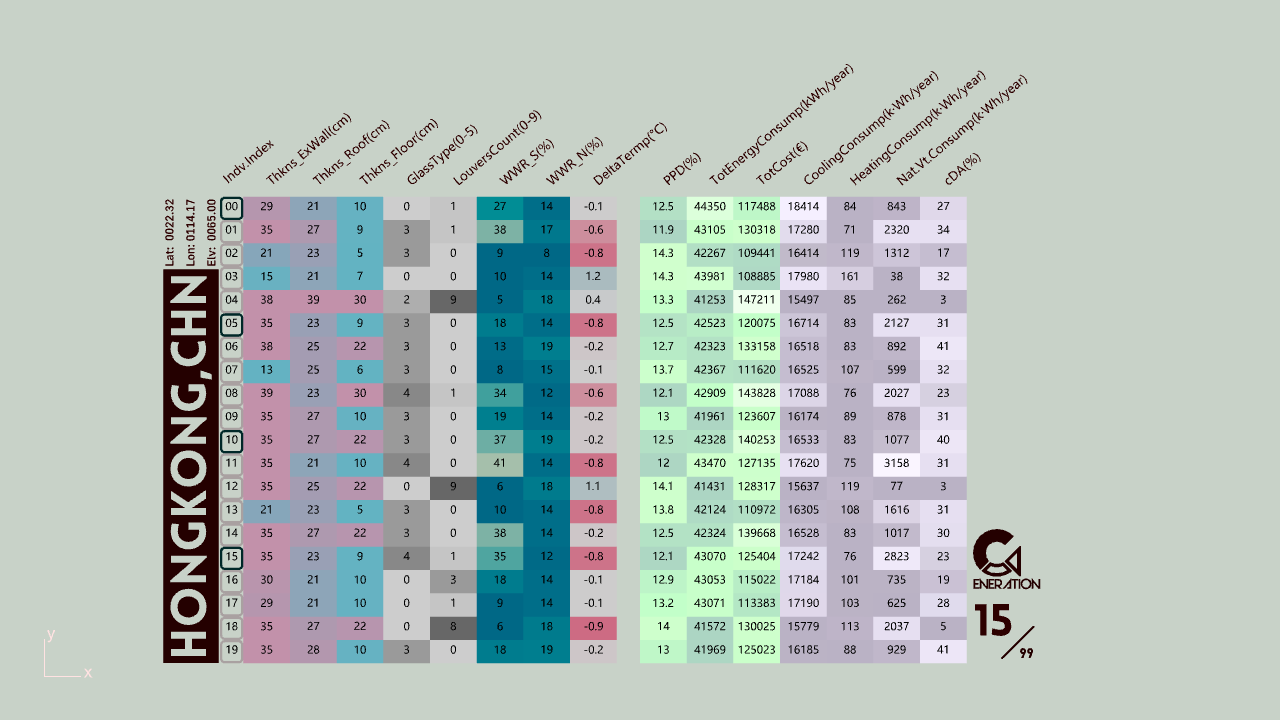 Indv.Index Thkns_ExWall(cm) Thkns_Roof(cm) Thkns_Floor(cm) GlassType(0-5) LouversCount(0-9) WWR_S(%) WWR_N(%) DeltaTermp(°C) PPD(%) TotEnergyConsump(kWh/year) TotCost(€) CoolingConsump(k·Wh/year) HeatingConsump(k·Wh/year) Nat.Vt.Consump(k·Wh/year) cDA(%)
Lat: 0022.32
Lon: 0114.17
Elv: 0065.00
HONGKONG,CHN
00 29 21 10 0 1 27 14 -0.1 12.5 44350 117488 18414 84 843 27
01 35 27 9 3 1 38 17 -0.6 11.9 43105 130318 17280 71 2320 34
02 21 23 5 3 0 9 8 -0.8 14.3 42267 109441 16414 119 1312 17
03 15 21 7 0 0 10 14 1.2 14.3 43981 108885 17980 161 38 32
04 38 39 30 2 9 5 18 0.4 13.3 41253 147211 15497 85 262 3
05 35 23 9 3 0 18 14 -0.8 12.5 42523 120075 16714 83 2127 31
06 38 25 22 3 0 13 19 -0.2 12.7 42323 133158 16518 83 892 41
07 13 25 6 3 0 8 15 -0.1 13.7 42367 111620 16525 107 599 32
08 39 23 30 4 1 34 12 -0.6 12.1 42909 143828 17088 76 2027 23
09 35 27 10 3 0 19 14 -0.2 13 41961 123607 16174 89 878 31
10 35 27 22 3 0 37 19 -0.2 12.5 42328 140253 16533 83 1077 40
11 35 21 10 4 0 41 14 -0.8 12 43470 127135 17620 75 3158 31
12 35 25 22 0 9 6 18 1.1 14.1 41431 128317 15637 119 77 3
13 21 23 5 3 0 10 14 -0.8 13.8 42124 110972 16305 108 1616 31
14 35 27 22 3 0 38 14 -0.2 12.5 42324 139668 16528 83 1017 30
15 35 23 9 4 1 35 12 -0.8 12.1 43070 125404 17242 76 2823 23
16 30 21 10 0 3 18 14 -0.1 12.9 43053 115022 17184 101 735 19
17 29 21 10 0 1 9 14 -0.1 13.2 43071 113383 17190 103 625 28
18 35 27 22 0 8 6 18 -0.9 14 41572 130025 15779 113 2037 5
19 35 28 10 3 0 18 19 -0.2 13 41969 125023 16185 88 929 41
GENERATION
15/99
y
x